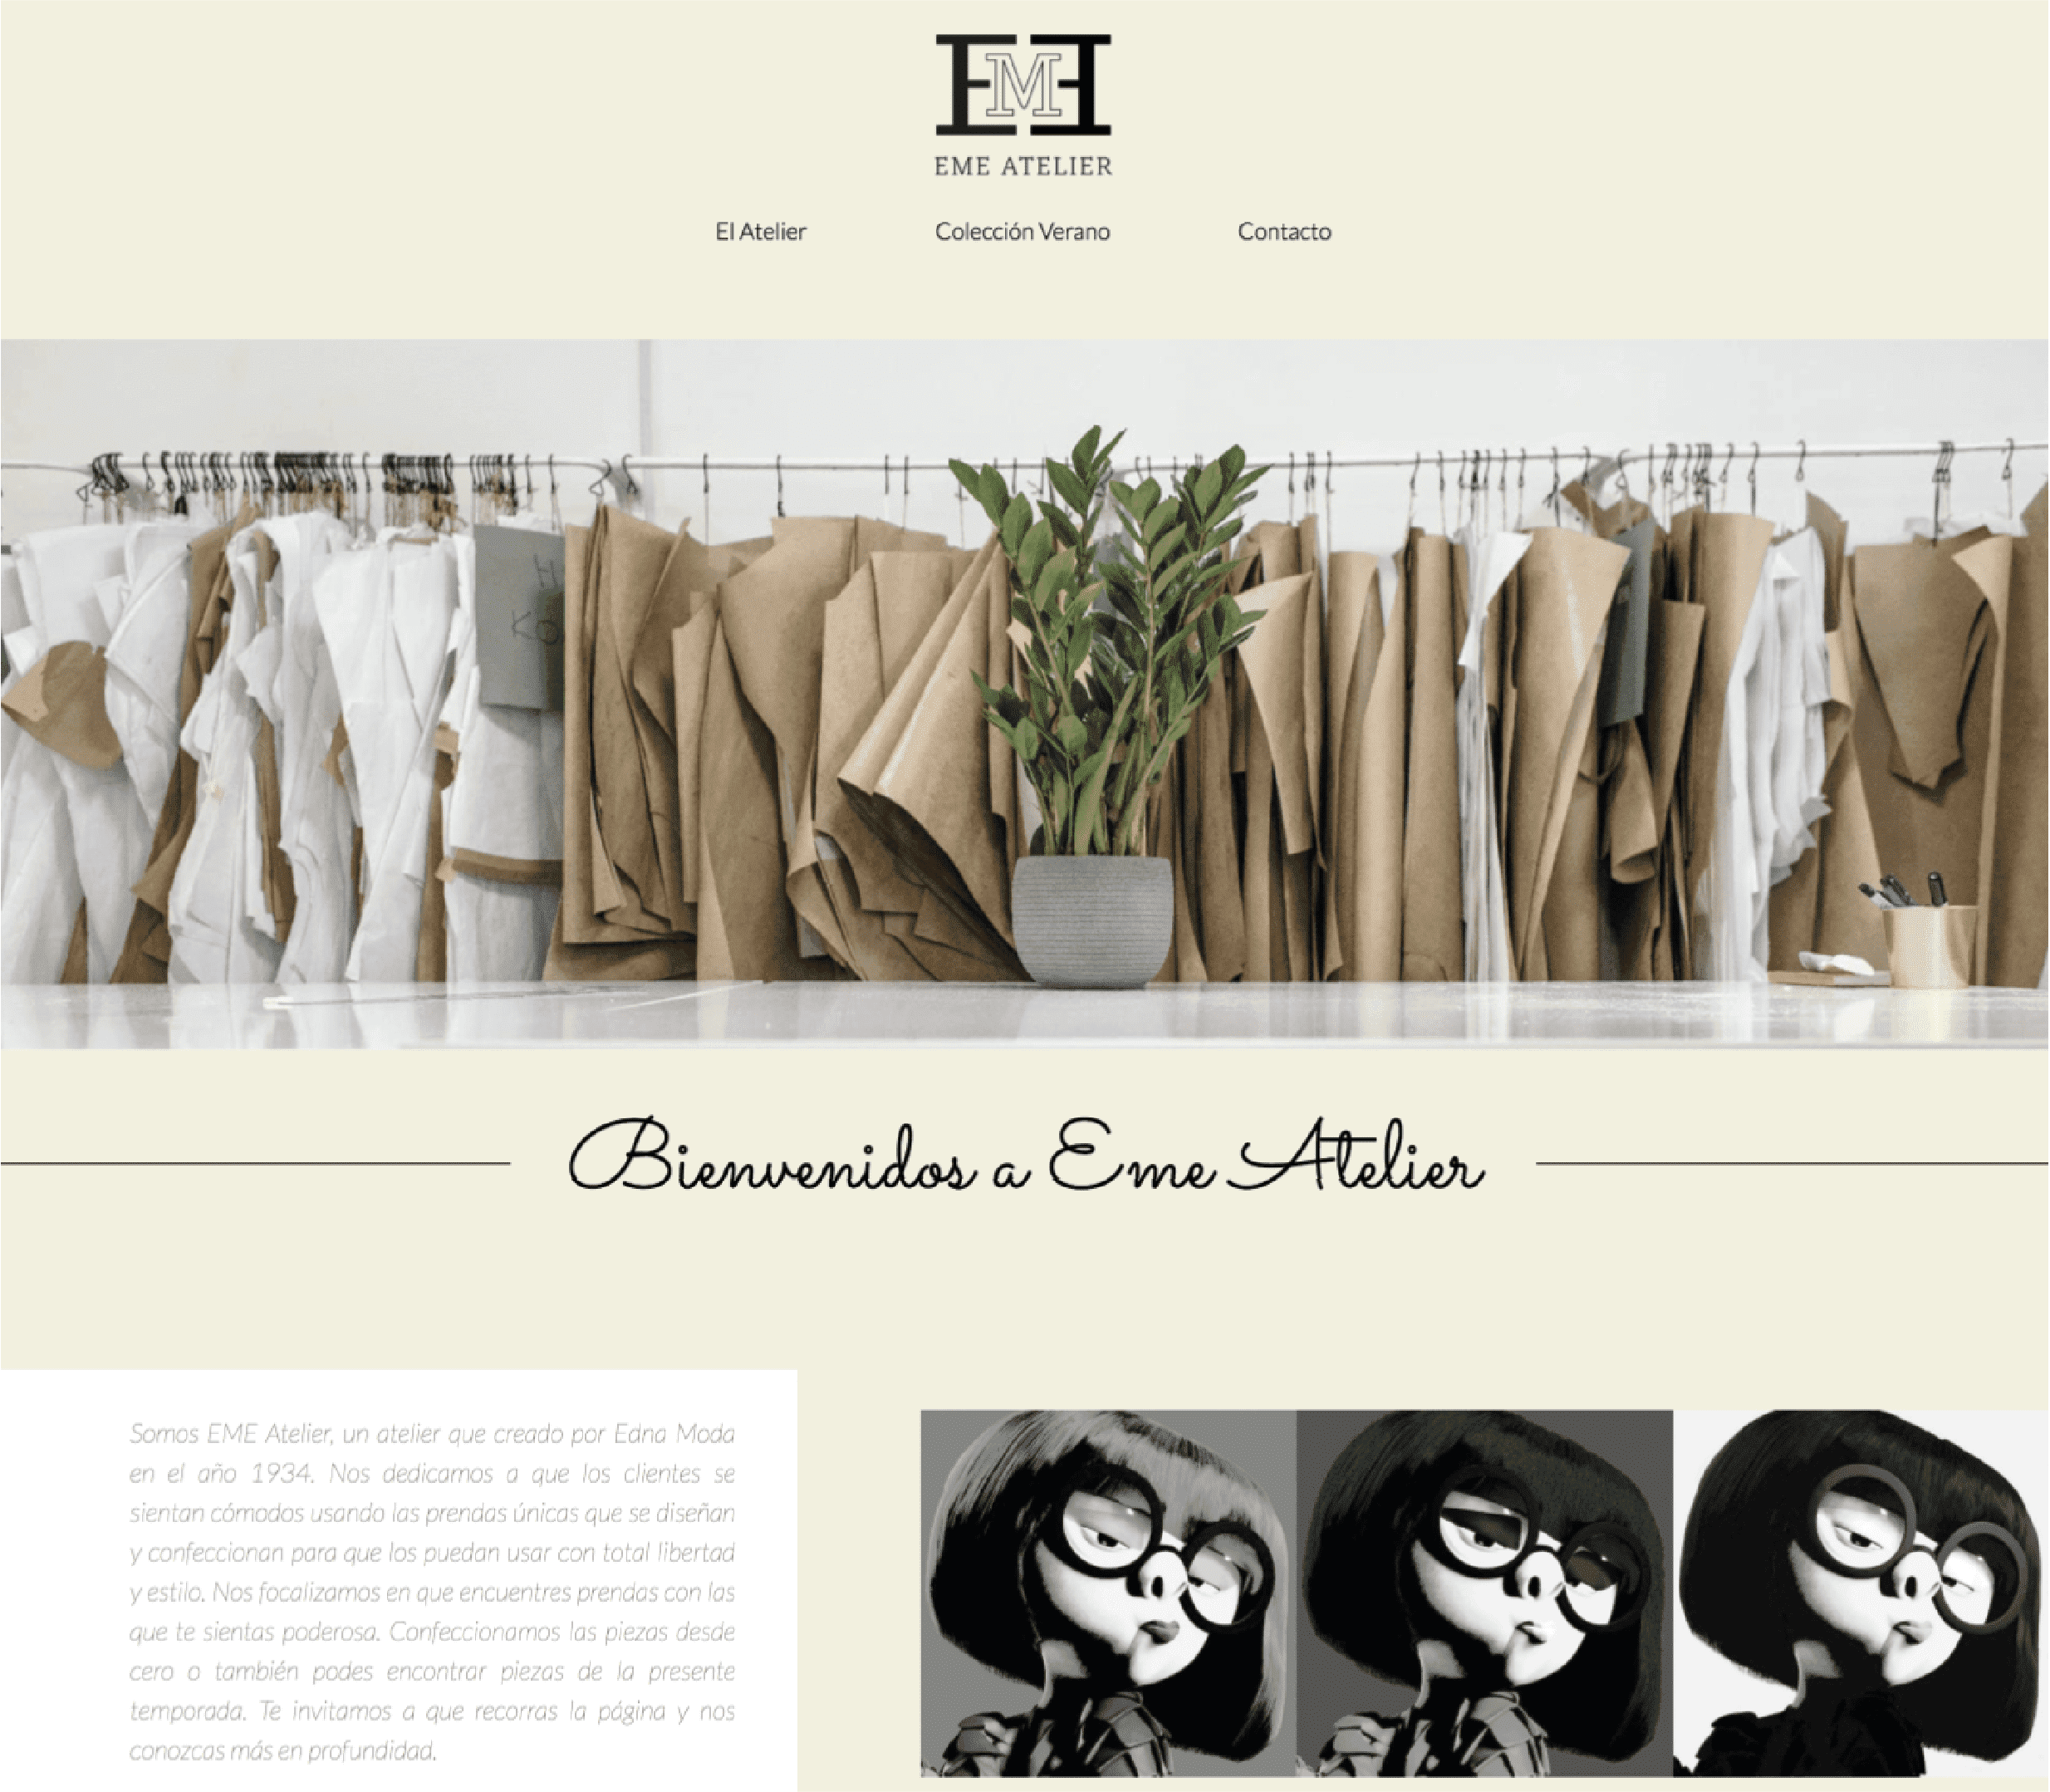 EME
EME ATELIER
El Atelier Colección Verano Contacto
KO
Bienvenidos a Eme Atelier
Somos EME Atelier, un atelier que creado por Edna Moda
en el año 1934. Nos dedicamos a que los clientes se
sientan cómodos usando las prendas únicas que se diseñan
y confeccionan para que los puedan usar con total libertad
y estilo. Nos focalizamos en que encuentres prendas con las
que te sientas poderosa. Confeccionamos las piezas desde
cero o también podes encontrar piezas de la presente
temporada. Te invitamos a que recorras la página y nos
conozcas más en profundidad.